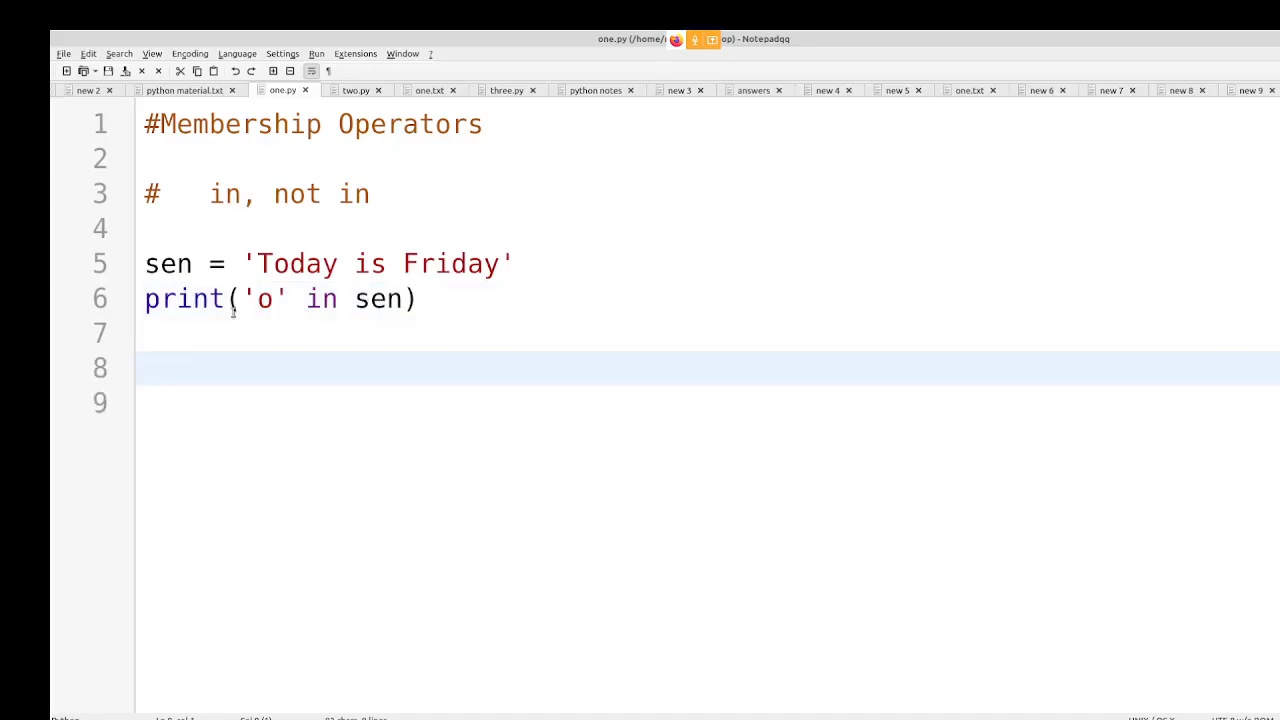 one.py (/home/ op) - Notepadqq
File Edit Search View Encoding Language Settings Run Extensions Window ?
new 2 python material.txt one.py two.py one.txt three.py python notes new 3 answers new 4 new 5 one.txt new 6 new 7 new 8 new 9
1 #Membership Operators
2
3 #   in, not in
4
5 sen = 'Today is Friday'
6 print('o' in sen)
7
8
9